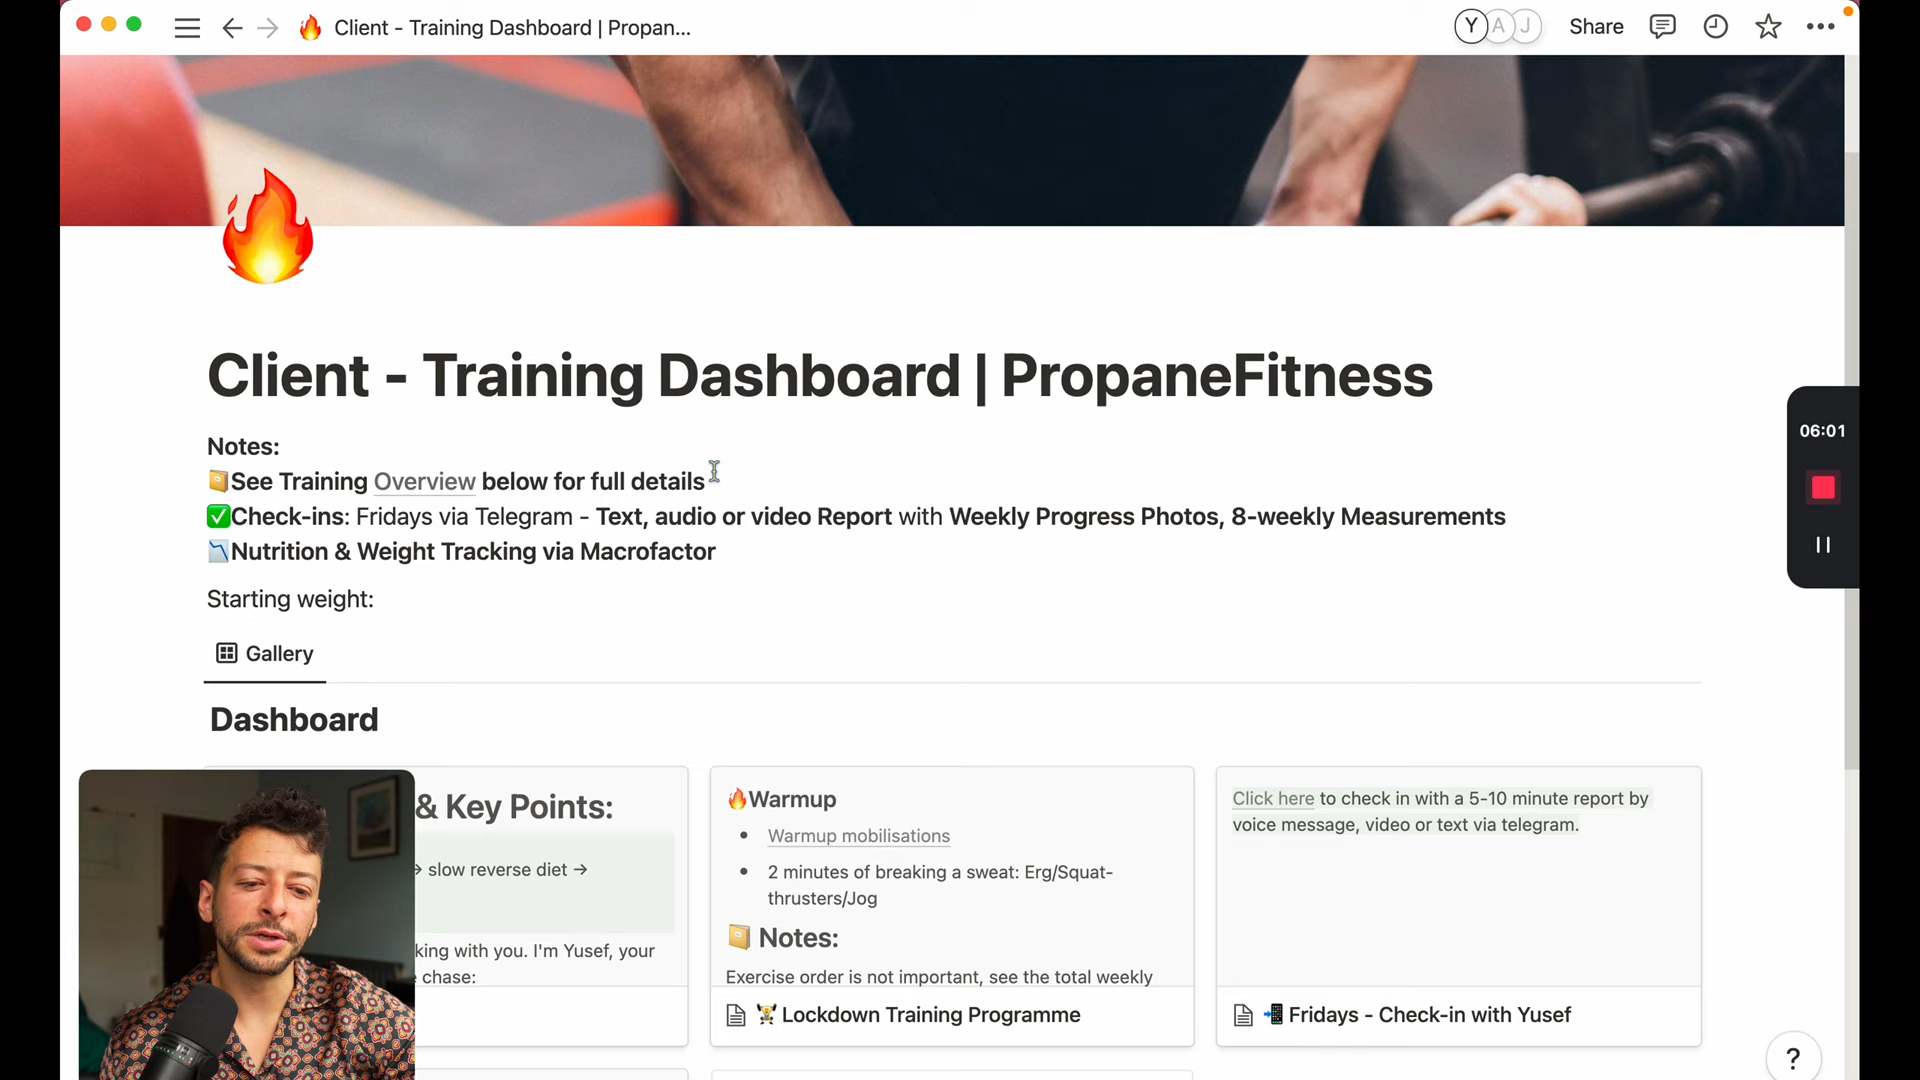 Client - Training Dashboard | Propan...
Y A J Share
Client - Training Dashboard | PropaneFitness
Notes:
See Training Overview below for full details
Check-ins: Fridays via Telegram - Text, audio or video Report with Weekly Progress Photos, 8-weekly Measurements
Nutrition & Weight Tracking via Macrofactor
Starting weight:
06:01
Gallery
Dashboard
& Key Points:
slow reverse diet →
king with you. I'm Yusef, your
chase:
Warmup
• Warmup mobilisations
• 2 minutes of breaking a sweat: Erg/Squat-
thrusters/Jog
Notes:
Exercise order is not important, see the total weekly
Lockdown Training Programme
Click here to check in with a 5-10 minute report by
voice message, video or text via telegram.
Fridays - Check-in with Yusef
?